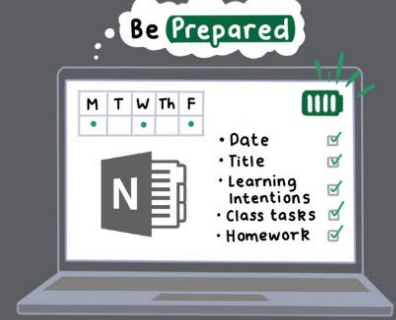 Be Prepared
M T W Th F
N
• Date
• Title
• Learning
Intentions
• Class tasks
• Homework